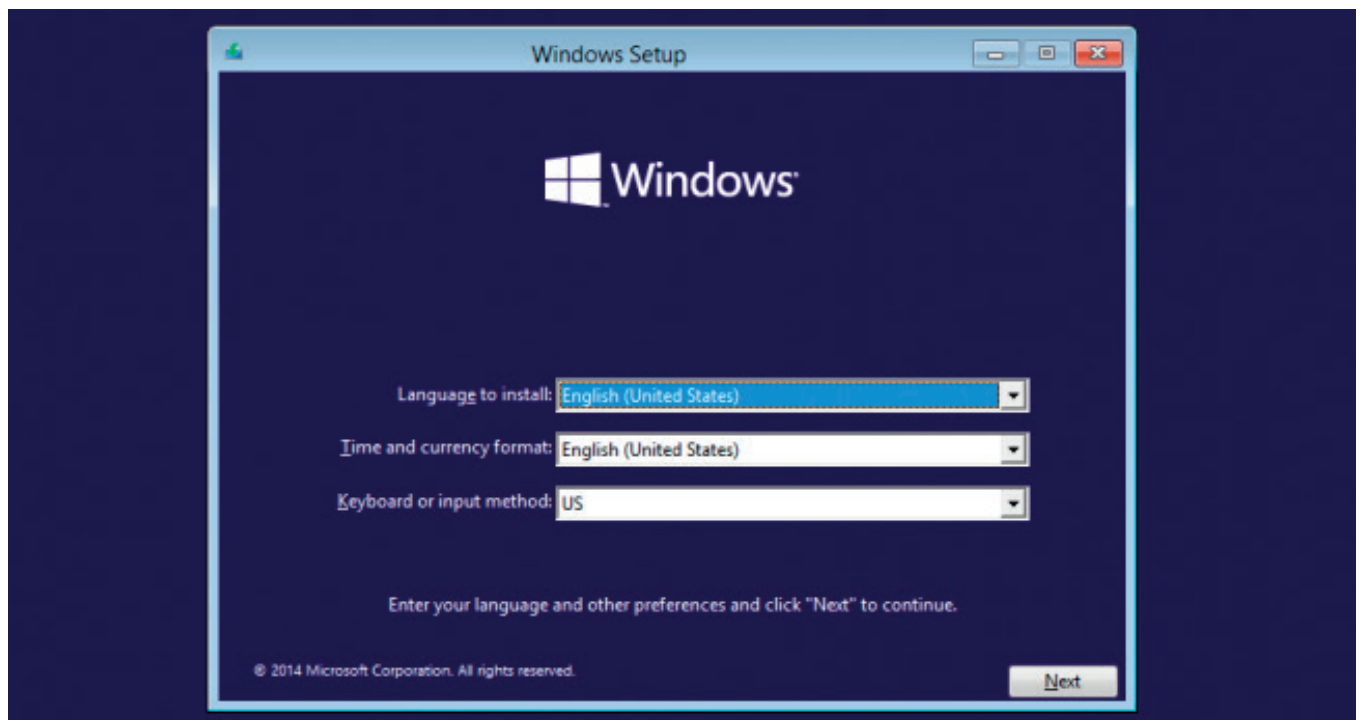 Windows Setup
Windows
Language to install: English (United States)
Time and currency format: English (United States)
Keyboard or input method: US
Enter your language and other preferences and click "Next" to continue.
© 2014 Microsoft Corporation. All rights reserved.
Next